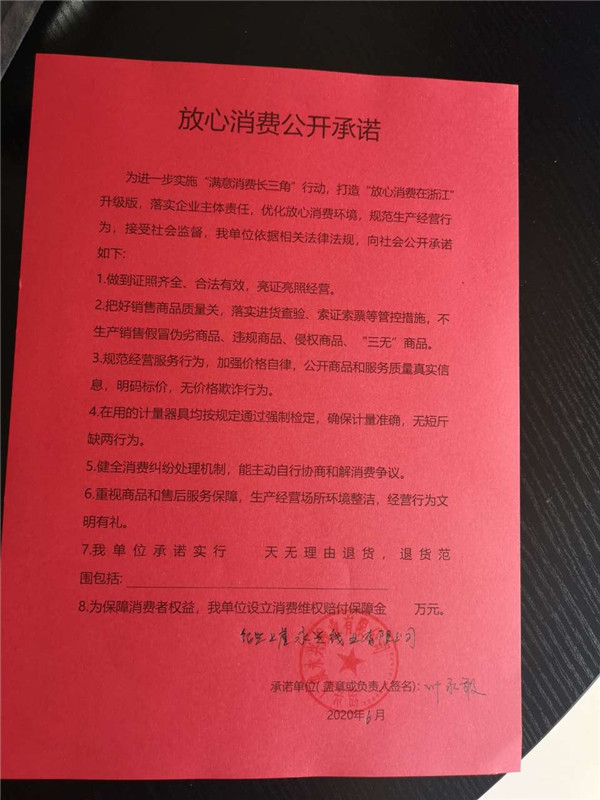 放心消费公开承诺
为进一步实施“满意消费长三角”行动，打造“放心消费在浙江”
升级版，落实企业主体责任，优化放心消费环境，规范生产经营行
为，接受社会监督，我单位依据相关法律法规，向社会公开承诺
如下:
1.做到证照齐全、合法有效，亮证亮照经营。
2.把好销售商品质量关，落实进货查验、索证索票等管控措施，不
生产销售假冒伪劣商品、违规商品、侵权商品、“三无”商品。
3.规范经营服务行为，加强价格自律，公开商品和服务质量真实信
息，明码标价，无价格欺诈行为。
4.在用的计量器具均按规定通过强制检定，确保计量准确，无短斤
缺两行为。
5.健全消费纠纷处理机制，能主动自行协商和解消费争议。
6.重视商品和售后服务保障，生产经营场所环境整洁，经营行为文
明有礼。
7.我单位承诺实行 天无理由退货，退货范
围包括:
8.为保障消费者权益，我单位设立消费维权赔付保障金 万元。
绍兴上虞永兴线业有限公司
承诺单位( 盖章或负责人签名):叶永
2020年6月